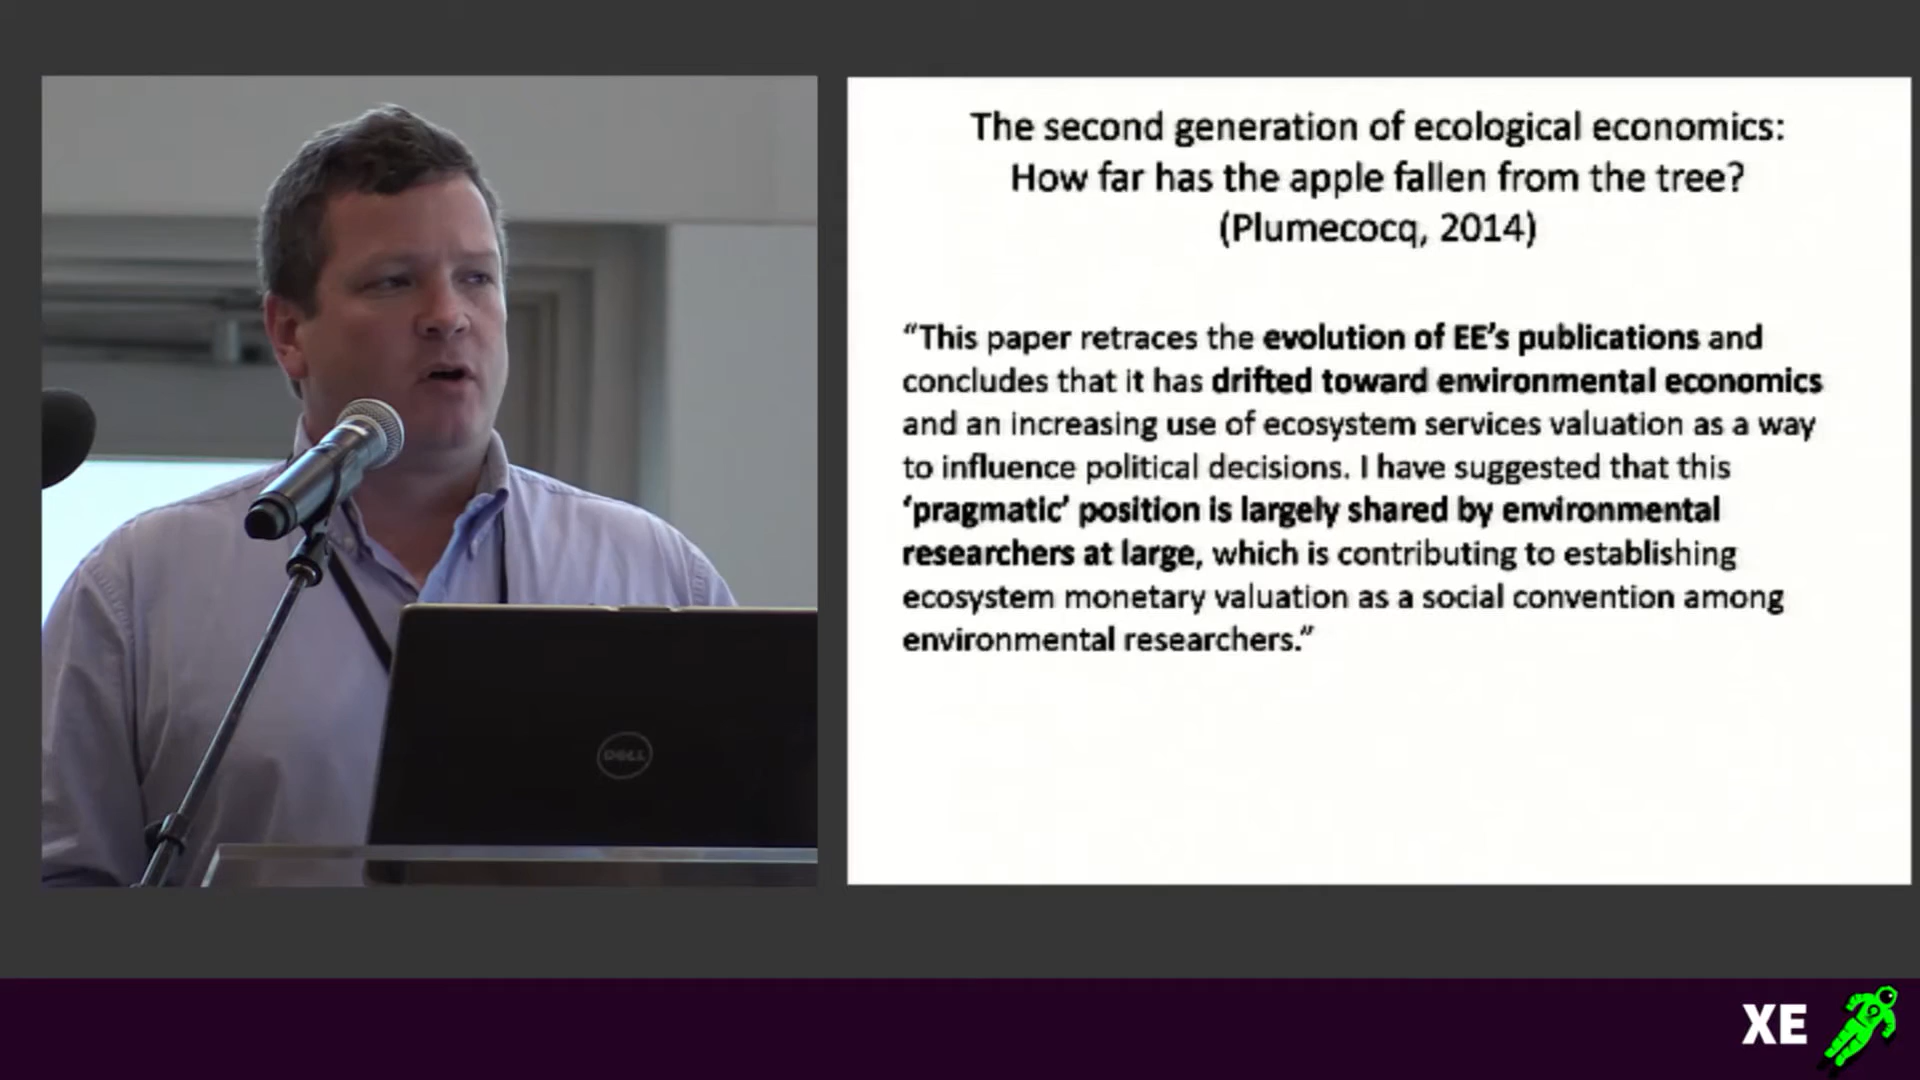 The second generation of ecological economics:
How far has the apple fallen from the tree?
(Plumecocq, 2014)
“This paper retraces the evolution of EE’s publications and
concludes that it has drifted toward environmental economics
and an increasing use of ecosystem services valuation as a way
to influence political decisions. I have suggested that this
‘pragmatic’ position is largely shared by environmental
researchers at large, which is contributing to establishing
ecosystem monetary valuation as a social convention among
environmental researchers.”
DELL
XE